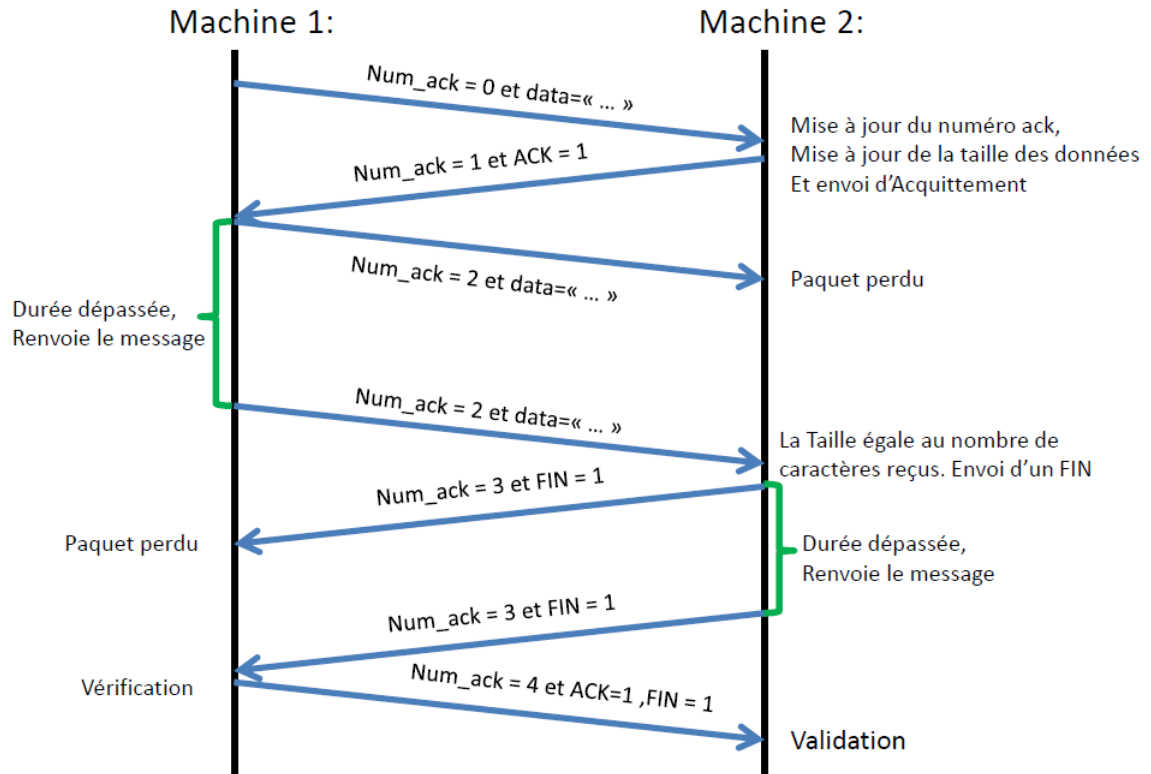 Machine 1:
Machine 2:
Num_ack = 0 et data=« ... »
Mise à jour du numéro ack,
Mise à jour de la taille des données
Et envoi d’Acquittement
Num_ack = 1 et ACK = 1
Num_ack = 2 et data=« ... »
Paquet perdu
Durée dépassée,
Renvoie le message
Num_ack = 2 et data=« ... »
La Taille égale au nombre de
caractères reçus. Envoi d’un FIN
Num_ack = 3 et FIN = 1
Paquet perdu
Durée dépassée,
Renvoie le message
Num_ack = 3 et FIN = 1
Vérification
Num_ack = 4 et ACK=1 ,FIN = 1
Validation